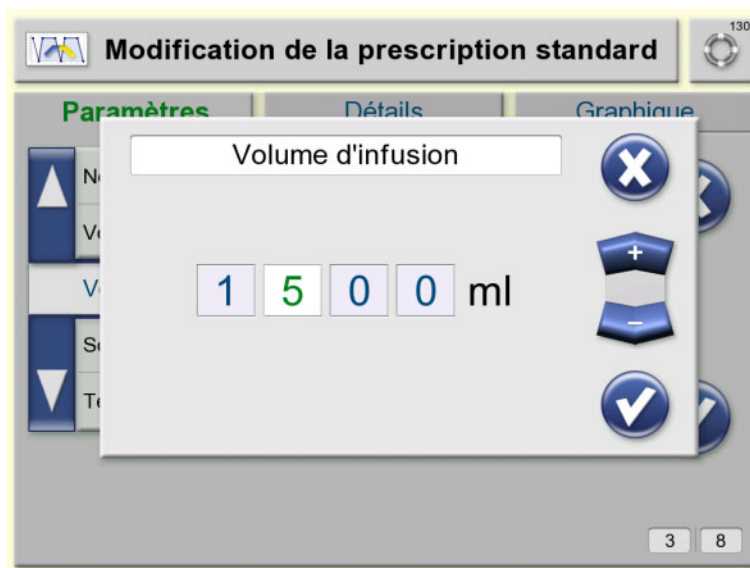 Modification de la prescription standard
130
Paramètres Détails Graphique
Volume d'infusion
+
1 5 0 0 ml
-
3 8